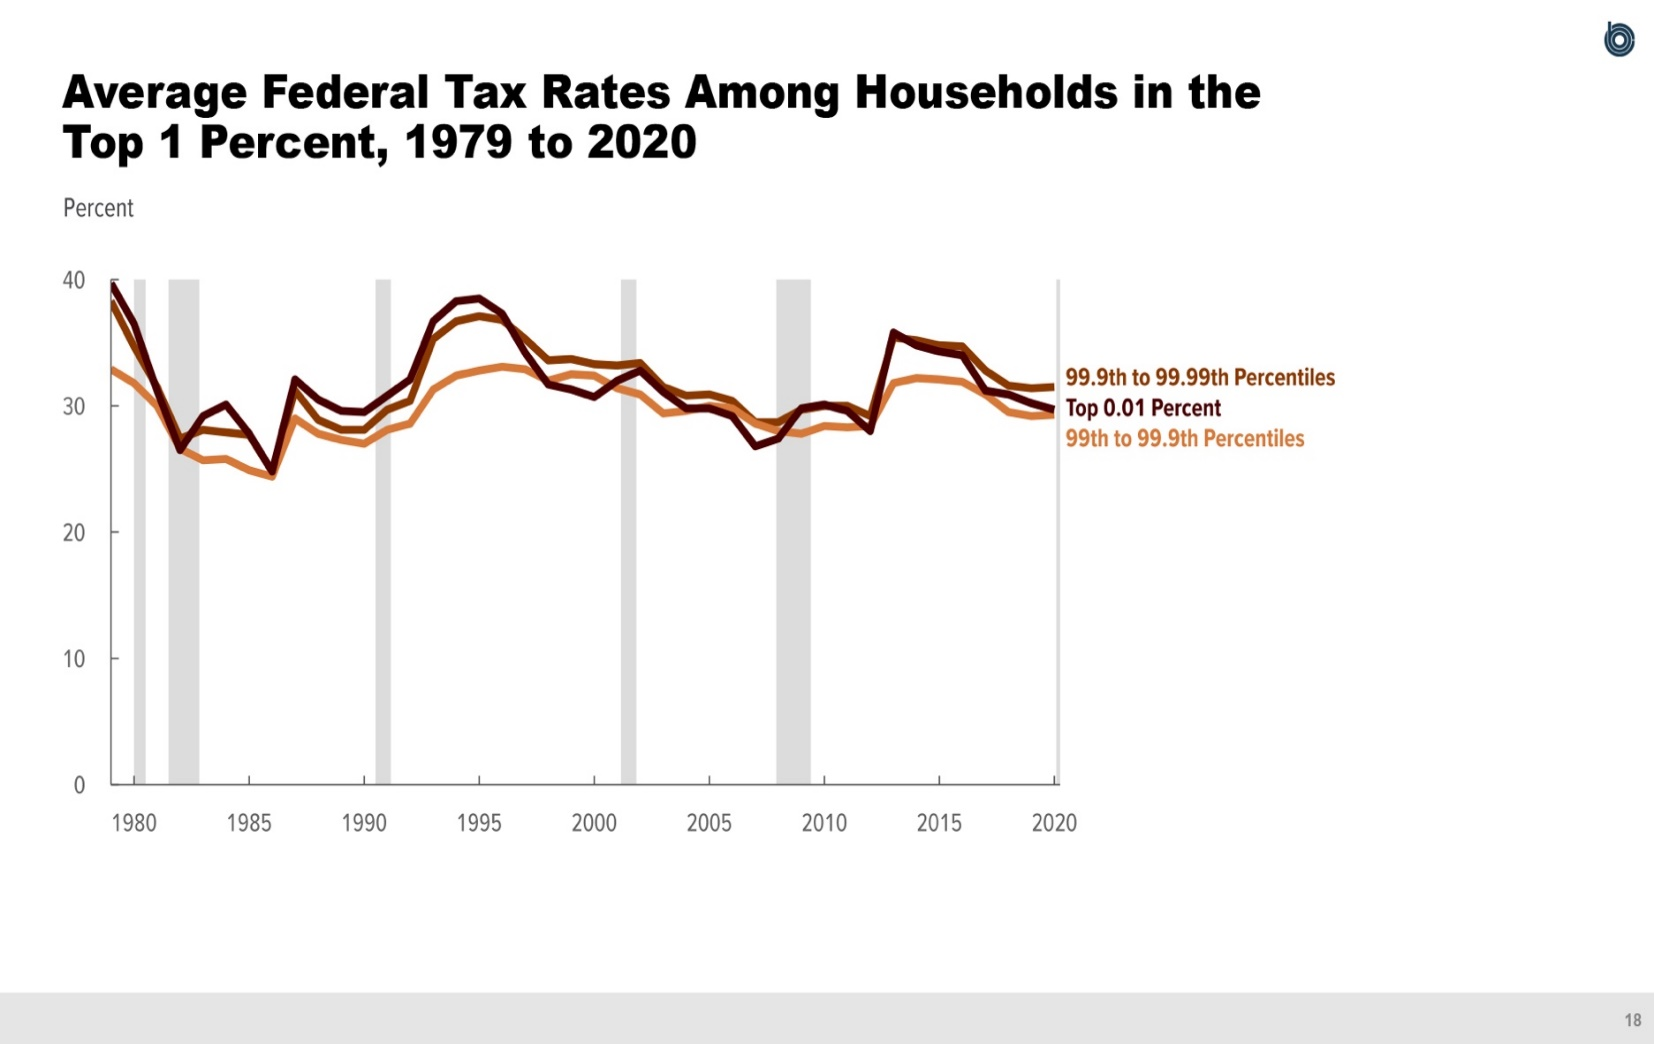 Average Federal Tax Rates Among Households in the
Top 1 Percent, 1979 to 2020
Percent
40
30
20
10
0
1980 1985 1990 1995 2000 2005 2010 2015 2020
99.9th to 99.99th Percentiles
Top 0.01 Percent
99th to 99.9th Percentiles
18